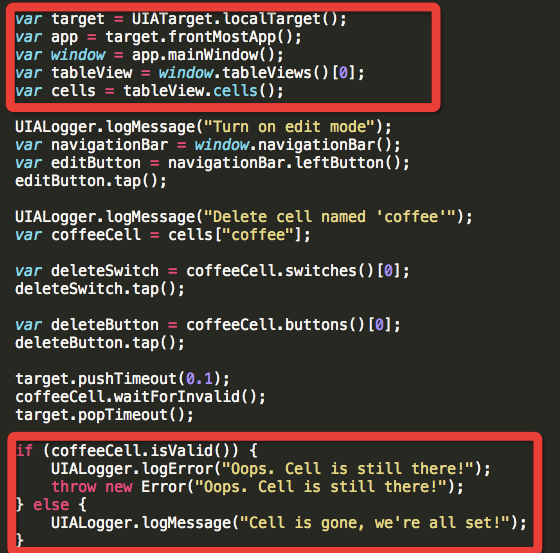 var target = UIATarget.localTarget();
var app = target.frontMostApp();
var window = app.mainWindow();
var tableView = window.tableViews()[0];
var cells = tableView.cells();
UIALogger.logMessage("Turn on edit mode");
var navigationBar = window.navigationBar();
var editButton = navigationBar.leftButton();
editButton.tap();
UIALogger.logMessage("Delete cell named 'coffee'");
var coffeeCell = cells["coffee"];
var deleteSwitch = coffeeCell.switches()[0];
deleteSwitch.tap();
var deleteButton = coffeeCell.buttons()[0];
deleteButton.tap();
target.pushTimeout(0.1);
coffeeCell.waitForInvalid();
target.popTimeout();
if (coffeeCell.isValid()) {
    UIALogger.logError("Oops. Cell is still there!");
    throw new Error("Oops. Cell is still there!");
} else {
    UIALogger.logMessage("Cell is gone, we're all set!");
}